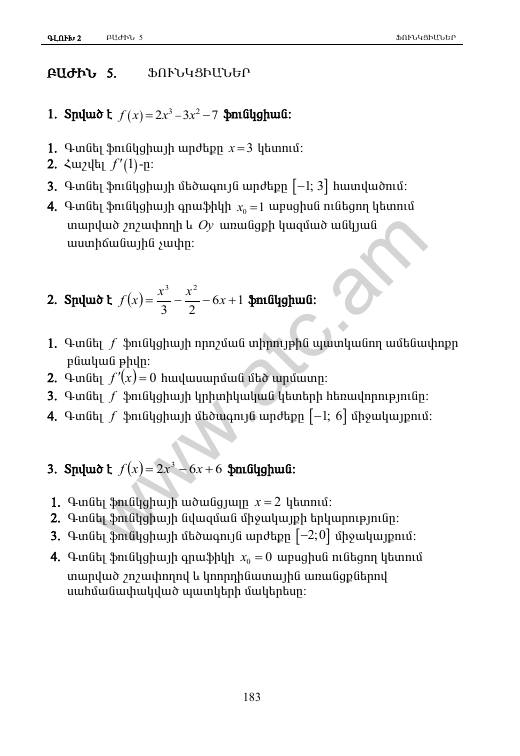 ԳԼՈՒԽ 2 ԲԱԺԻՆ 5 ՖՈՒՆԿՑԻԱՆԵՐ
ԲԱԺԻՆ 5. ՖՈՒՆԿՑԻԱՆԵՐ
1. Տրված է f(x) = 2x³ – 3x² – 7 ֆունկցիան:
1. Գտնել ֆունկցիայի արժեքը x = 3 կետում:
2. Հաշվել f′(1)-ը:
3. Գտնել ֆունկցիայի մեծագույն արժեքը [–1; 3] հատվածում:
4. Գտնել ֆունկցիայի գրաֆիկի x₀ = 1 աբսցիս ունեցող կետում
տարված շոշափողի և Oy առանցքի կազմած անկյան
աստիճանային չափը:
2. Տրված է f(x) = x³/3 – x²/2 – 6x + 1 ֆունկցիան:
1. Գտնել f ֆունկցիայի որոշման տիրույթին պատկանող ամենափոքր
բնական թիվը:
2. Գտնել f′(x) = 0 հավասարման մեծ արմատը:
3. Գտնել f ֆունկցիայի կրիտիկական կետերի հեռավորությունը:
4. Գտնել f ֆունկցիայի մեծագույն արժեքը [–1; 6] միջակայքում:
3. Տրված է f(x) = 2x³ – 6x + 6 ֆունկցիան:
1. Գտնել ֆունկցիայի ածանցյալը x = 2 կետում:
2. Գտնել ֆունկցիայի նվազման միջակայքի երկարությունը:
3. Գտնել ֆունկցիայի մեծագույն արժեքը [–2;0] միջակայքում:
4. Գտնել ֆունկցիայի գրաֆիկի x₀ = 0 աբսցիսն ունեցող կետում
տարված շոշափողով և կոորդինատային առանցքներով
սահմանափակված պատկերի մակերեսը:
www.atc.am
183